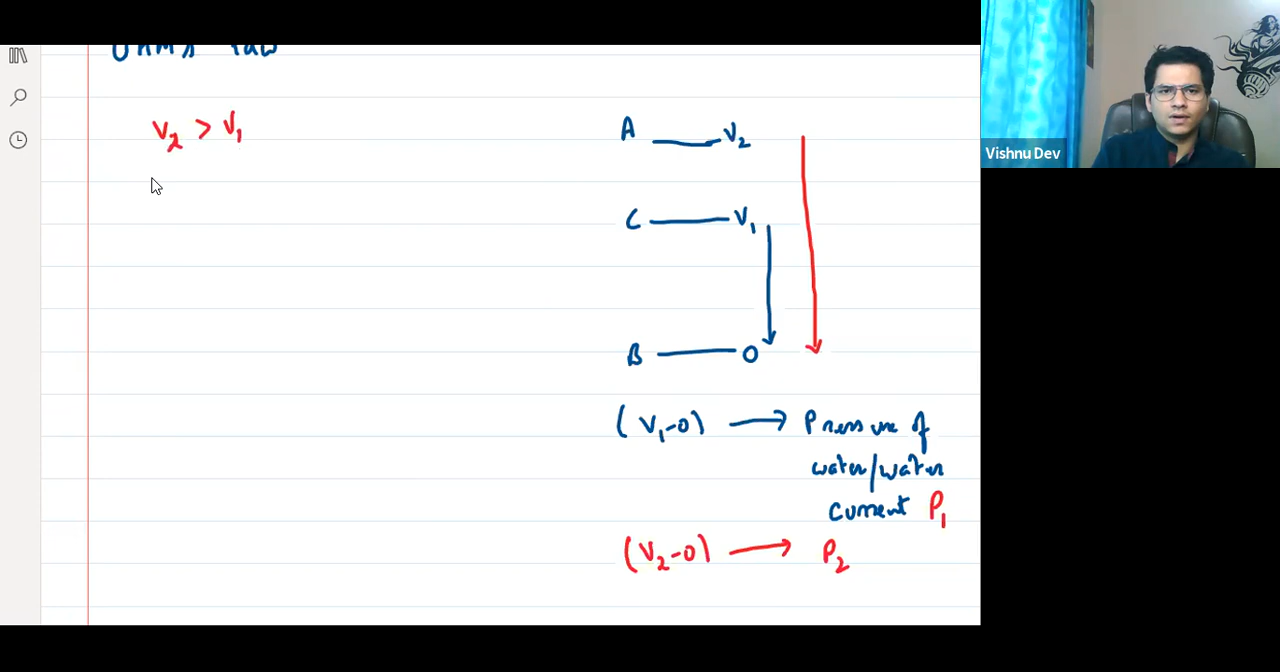 Ohm's law
V2 > V1
A — V2
C — V1
B — 0
(V1-0) → Pressure of
water/water
current P1
(V2-0) → P2
Vishnu Dev